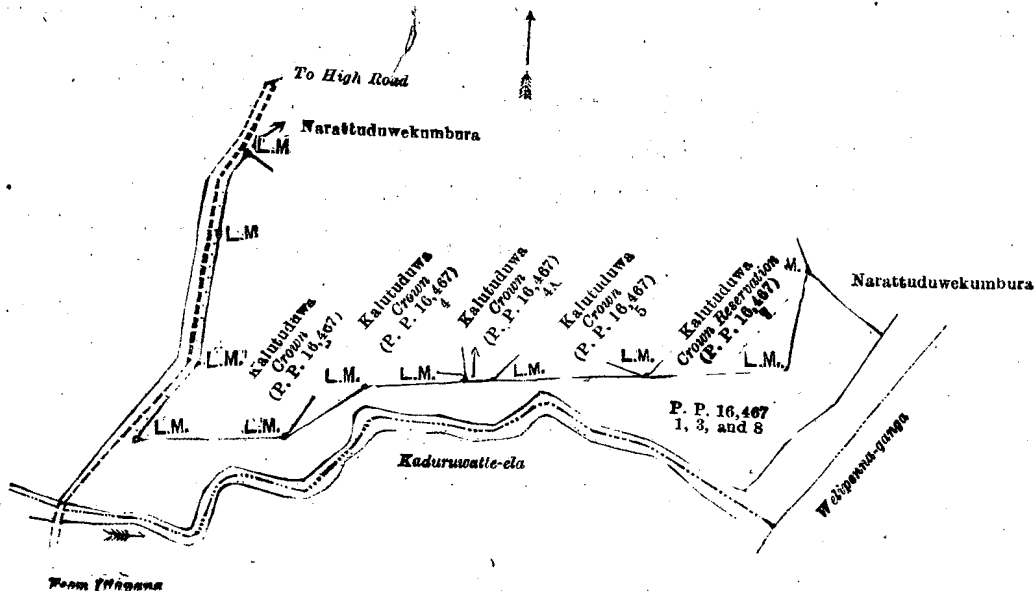 To High Road
Narattuduwekumbura
L.M
L.M
Kalutuduwa
Crown
(P. P. 16,467)
Kalutuduwa
Crown
(P. P. 16,467)
4
Kalutuduwa
Crown
(P. P. 16,467)
4A
Kalutuduwa
Crown
(P. P. 16,467)
5
Kalutuduwa
Crown Reservation
(P. P. 16,467)
M.
Narattuduwekumbura
L.M.
L.M.
L.M.
L.M.
L.M.
L.M.
L.M.
L.M.
P. P. 16,467
1, 3, and 8
Kaduruwatte-ela
Welipenna-ganga
From